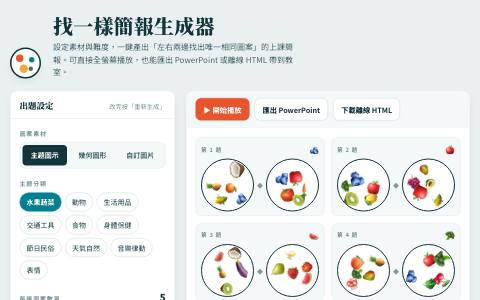 找一樣簡報生成器
設定素材與難度，一鍵產出「左右兩邊找出唯一相同圖案」的上課簡
報。可直接全螢幕播放，也能匯出 PowerPoint 或離線 HTML 帶到教
室。
出題設定
改完按「重新生成」
圖案素材
主題圖示
幾何圖形
自訂圖片
主題分類
水果蔬菜
動物
生活用品
交通工具
食物
身體保健
節日民俗
天氣自然
音樂律動
表情
5
▶ 開始播放
匯出 PowerPoint
下載離線 HTML
第 1 題
第 2 題
第 3 題
第 4 題